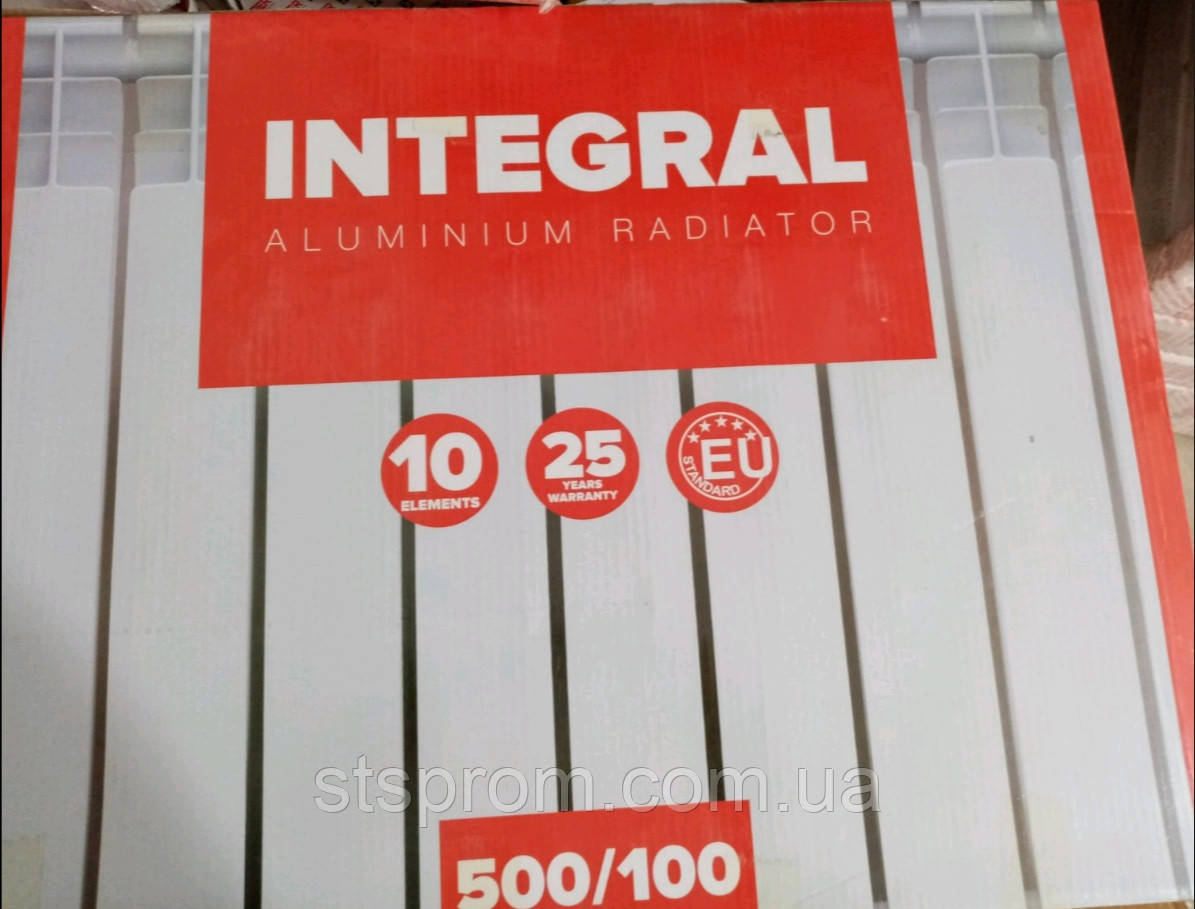 INTEGRAL
ALUMINIUM RADIATOR
10
ELEMENTS
25
YEARS
WARRANTY
EU
STANDARD
stsprom.com.ua
500/100